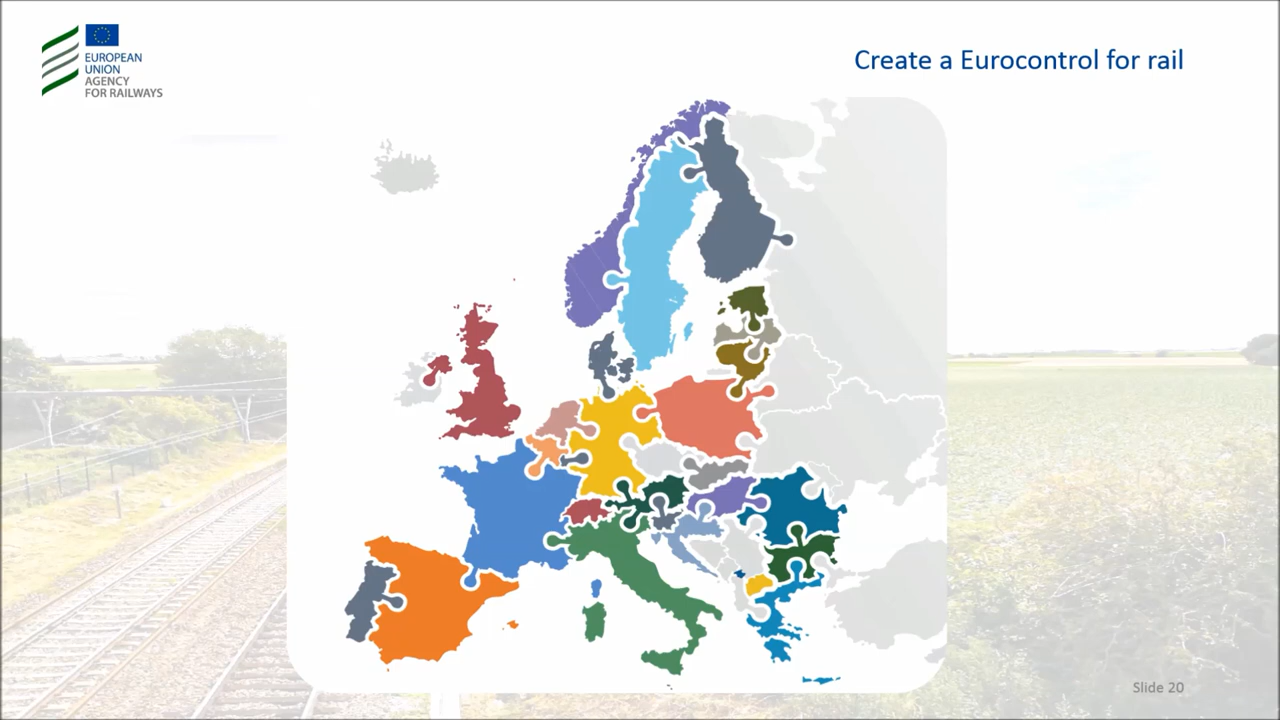 EUROPEAN
UNION
AGENCY
FOR RAILWAYS
Create a Eurocontrol for rail
Slide 20